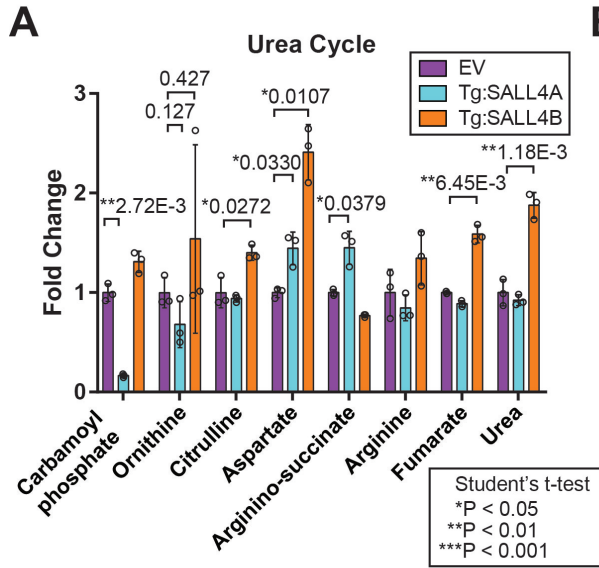 A
Urea Cycle
EV
Tg:SALL4A
Tg:SALL4B
Fold Change
3
2
1
0
**2.72E-3
0.427
0.127
*0.0272
*0.0107
*0.0330
*0.0379
**6.45E-3
**1.18E-3
Carbamoyl
phosphate
Ornithine
Citrulline
Aspartate
Arginino-succinate
Arginine
Fumarate
Urea
Student's t-test
*P < 0.05
**P < 0.01
***P < 0.001